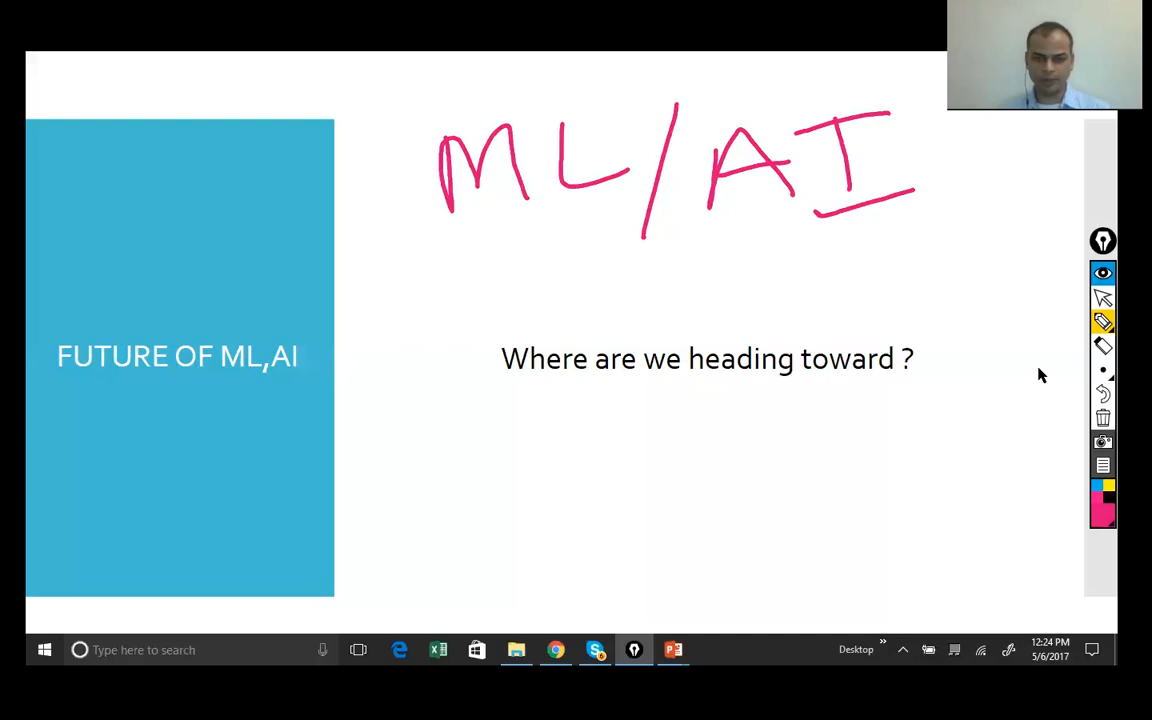 ML/AI
FUTURE OF ML,AI
Where are we heading toward ?
Type here to search
Desktop
12:24 PM
5/6/2017